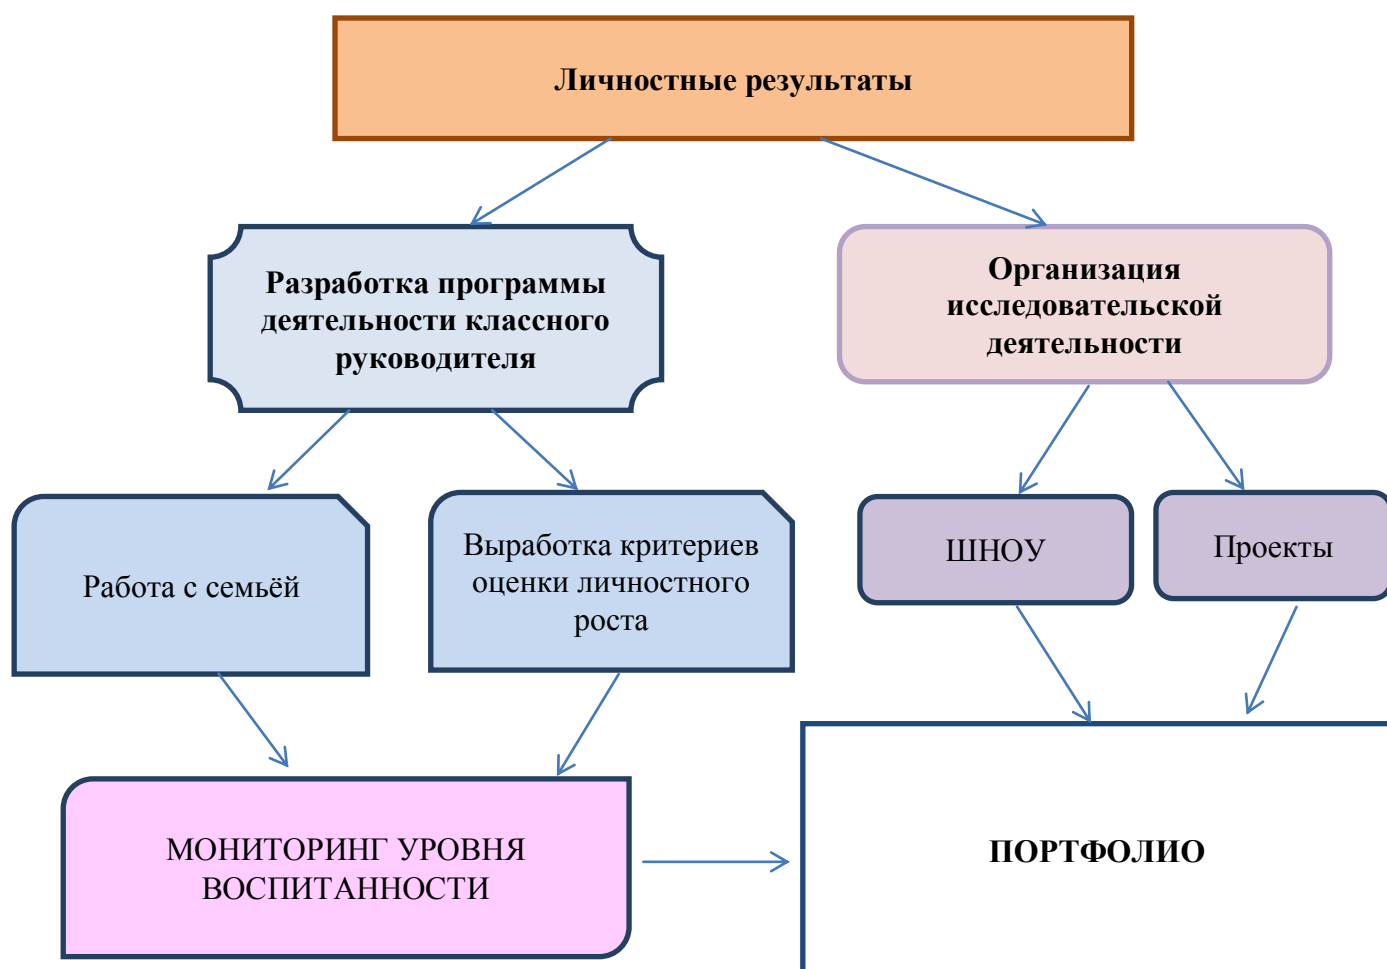 Личностные результаты
Разработка программы
деятельности классного
руководителя
Организация
исследовательской
деятельности
Работа с семьёй
Выработка критериев
оценки личностного
роста
ШНОУ
Проекты
МОНИТОРИНГ УРОВНЯ
ВОСПИТАННОСТИ
ПОРТФОЛИО